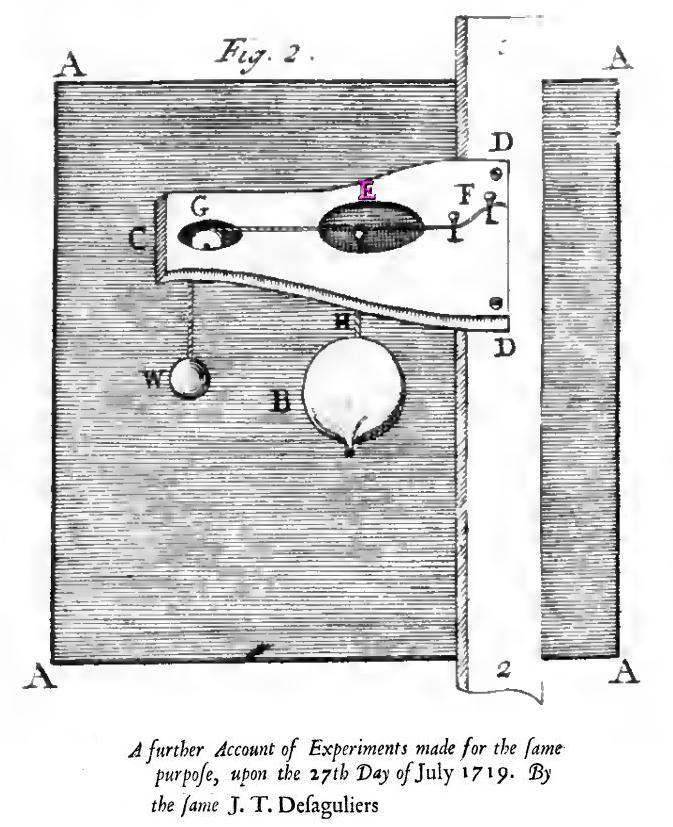 Fig. 2.
A
A
D
E
F
G
C
H
D
W
B
2
A
A
A further Account of Experiments made for the ſame
purpoſe, upon the 27th Day of July 1719. By
the ſame J. T. Deſaguliers